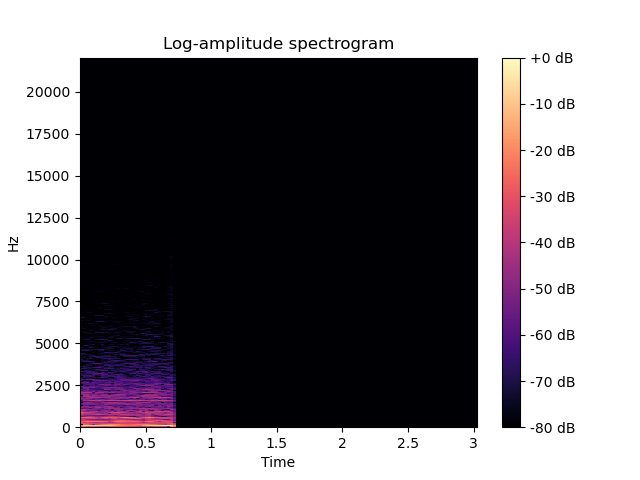 Log-amplitude spectrogram
Hz
20000
17500
15000
12500
10000
7500
5000
2500
0
0 0.5 1 1.5 2 2.5 3
Time
+0 dB
-10 dB
-20 dB
-30 dB
-40 dB
-50 dB
-60 dB
-70 dB
-80 dB